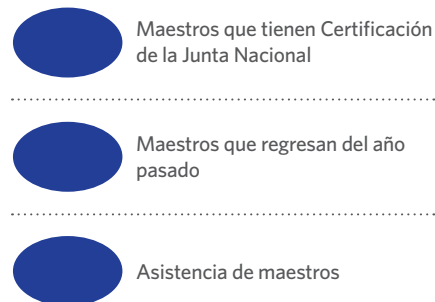 Maestros que tienen Certificación
de la Junta Nacional
Maestros que regresan del año
pasado
Asistencia de maestros